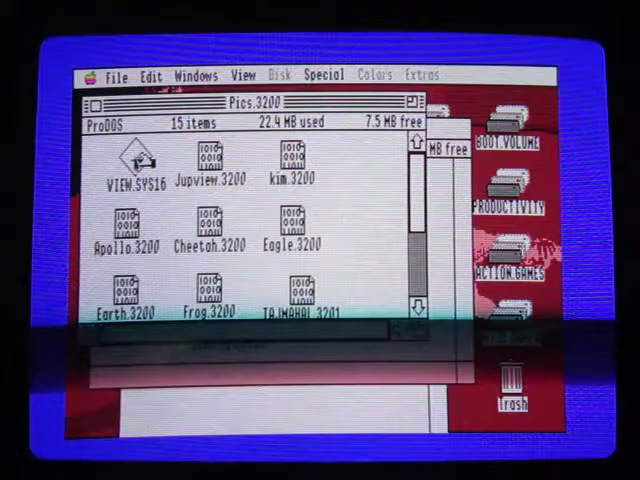 File Edit Windows View Disk Special Colors Extras
Pics.3200
ProDOS 15 items 22.4 MB used 7.5 MB free
MB free
VIEW.SYS16 Jupview.3200 kim.3200
Apollo.3200 Cheetah.3200 Eagle.3200
Earth.3200 Frog.3200 TAJMAHAL.3201
BOOT.VOLUME
PRODUCTIVITY
ACTION.GAMES
Trash